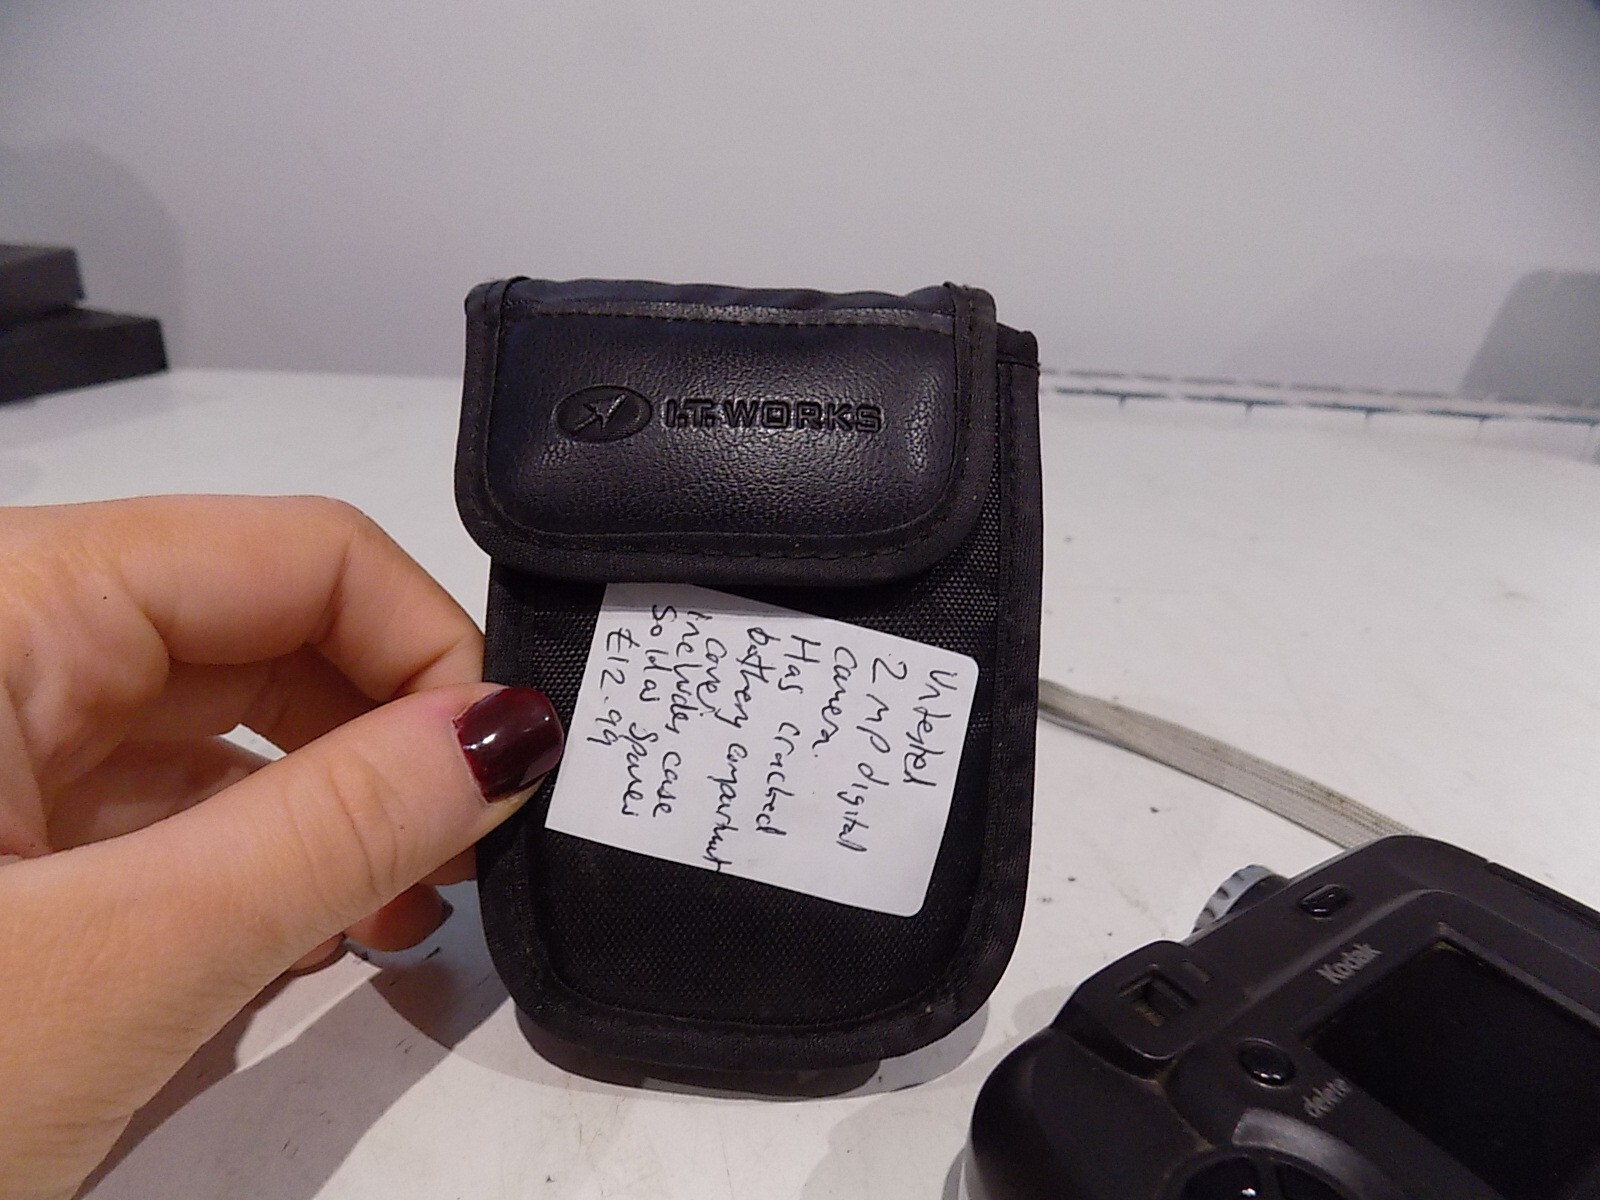 I.T.WORKS
Untested
2 MP digital
camera.
Has cracked
battery compartment
cover.
includes case
Sold as Spares
£12.99
Kodak
delete